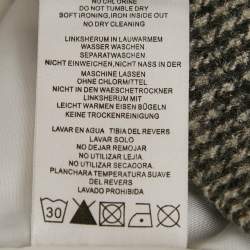 NO CHLORINE
DO NOT TUMBLE DRY
SOFT IRONING, IRON INSIDE OUT
NO DRY CLEANING
LINKSHERUM IN LAUWARMEM
WASSER WASCHEN
SEPARATWASCHEN
NICHT EINWEICHEN, NICHT NASS IN DER
MASCHINE LASSEN
OHNE CHLORMITTEL
NICHT IN DEN WAESCHETROCKNER
LINKSHERUM MIT
LEICHT WARMEN EISEN BÜGELN
KEINE TROCKENREINIGUNG
LAVAR EN AGUA TIBIA DEL REVERS
LAVAR SOLO
NO DEJAR REMOJAR
NO UTILIZAR LEJIA
NO UTILIZAR SECADORA
PLANCHARA TEMPERATURA SUAVE
DEL REVERS
LAVADO PROHIBIDA
30